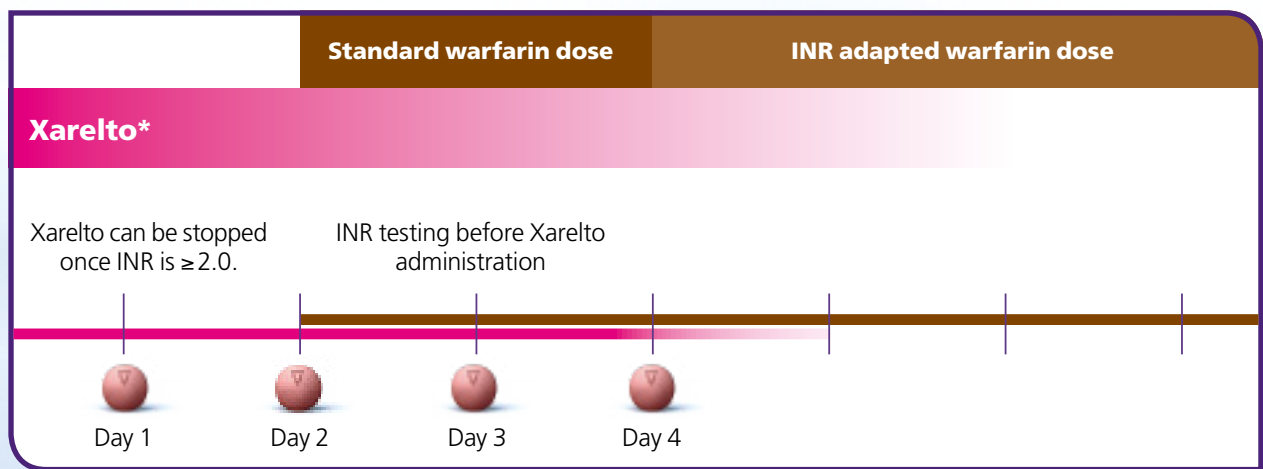 Standard warfarin dose
INR adapted warfarin dose
Xarelto*
Xarelto can be stopped
once INR is ≥2.0.
INR testing before Xarelto
administration
Day 1
Day 2
Day 3
Day 4